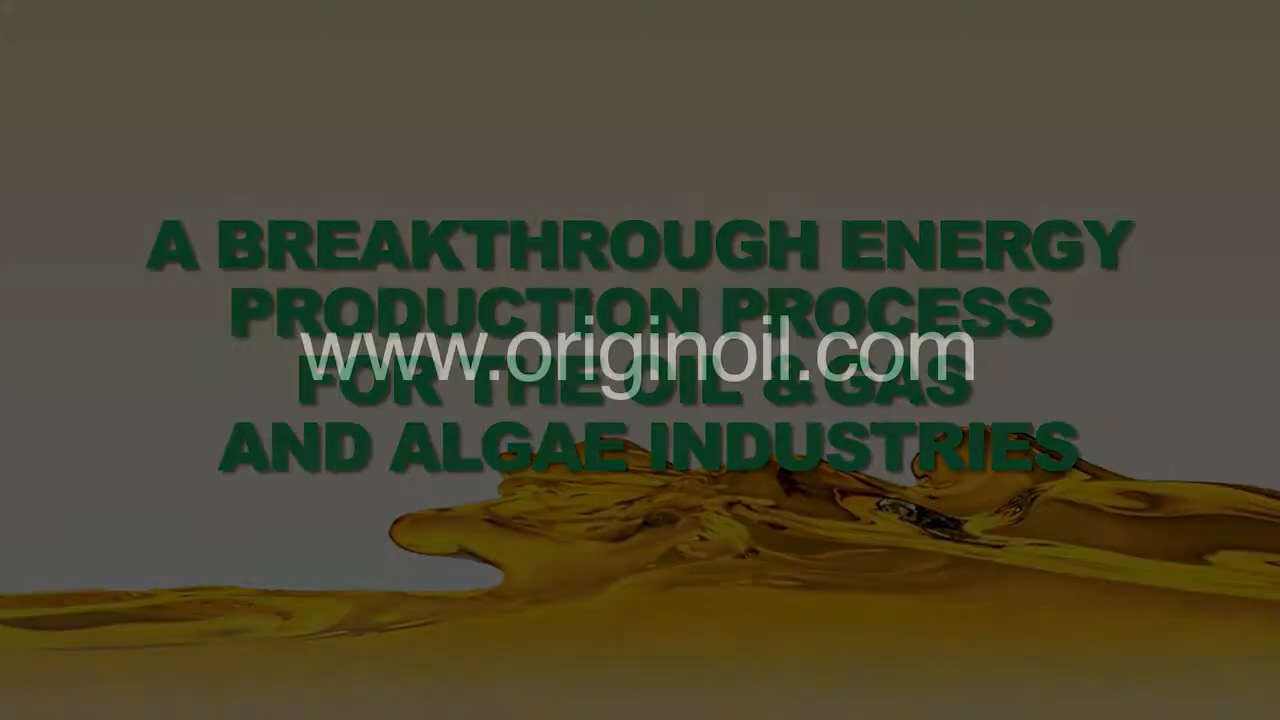 A BREAKTHROUGH ENERGY
PRODUCTION PROCESS
www.originoil.com
FOR THE OIL & GAS
AND ALGAE INDUSTRIES